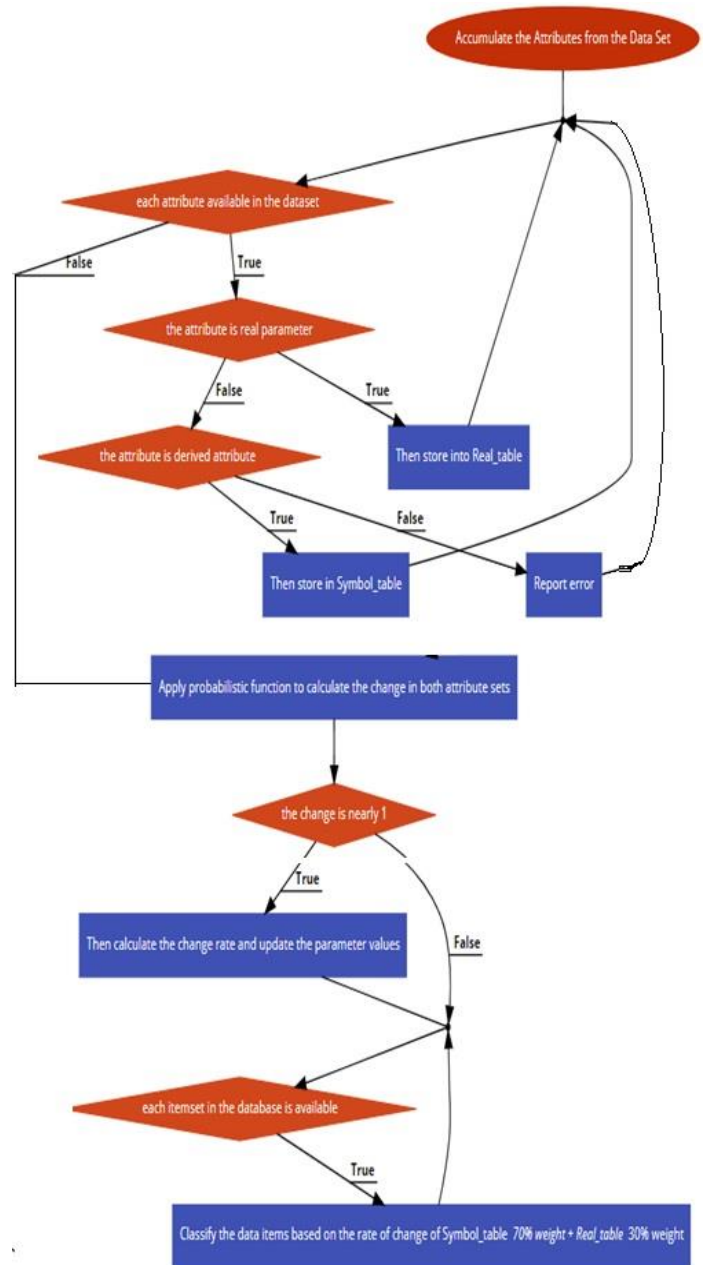 Accumulate the Attributes from the Data Set
each attribute available in the dataset
False
True
the attribute is real parameter
False
True
the attribute is derived attribute
Then store into Real_table
True
False
Then store in Symbol_table
Report error
Apply probabilistic function to calculate the change in both attribute sets
the change is nearly 1
True
Then calculate the change rate and update the parameter values
False
each itemset in the database is available
True
Classify the data items based on the rate of change of Symbol_table 70% weight + Real_table 30% weight